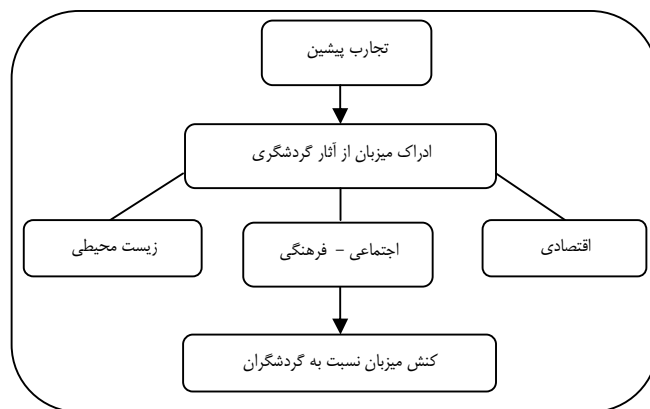 تجارب پیشین
ادراک میزبان از آثار گردشگری
اقتصادی
اجتماعی - فرهنگی
زیست محیطی
کنش میزبان نسبت به گردشگران